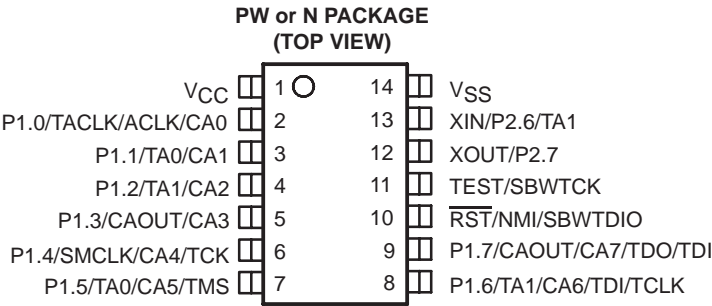 PW or N PACKAGE
(TOP VIEW)
VCC 1 14 VSS
P1.0/TACLK/ACLK/CA0 2 13 XIN/P2.6/TA1
P1.1/TA0/CA1 3 12 XOUT/P2.7
P1.2/TA1/CA2 4 11 TEST/SBWTCK
P1.3/CAOUT/CA3 5 10 RST/NMI/SBWTDIO
P1.4/SMCLK/CA4/TCK 6 9 P1.7/CAOUT/CA7/TDO/TDI
P1.5/TA0/CA5/TMS 7 8 P1.6/TA1/CA6/TDI/TCLK